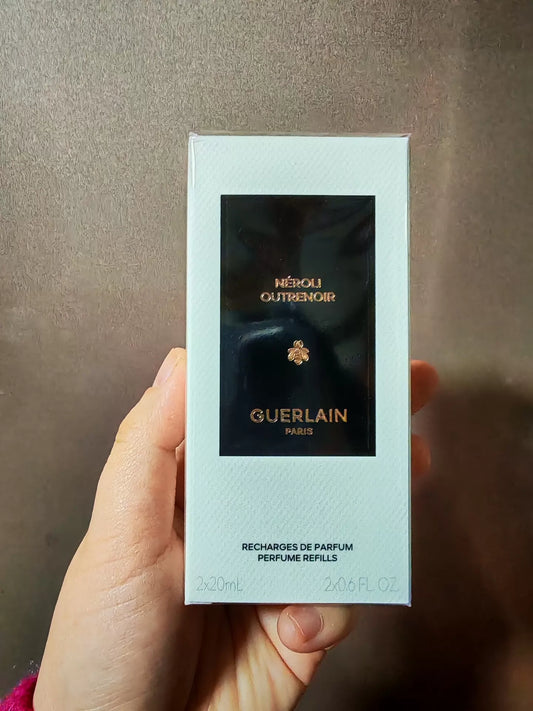 NÉROLI
OUTRENOIR
GUERLAIN
PARIS
RECHARGES DE PARFUM
PERFUME REFILLS
2x20mL 2x0.6 FL. OZ.